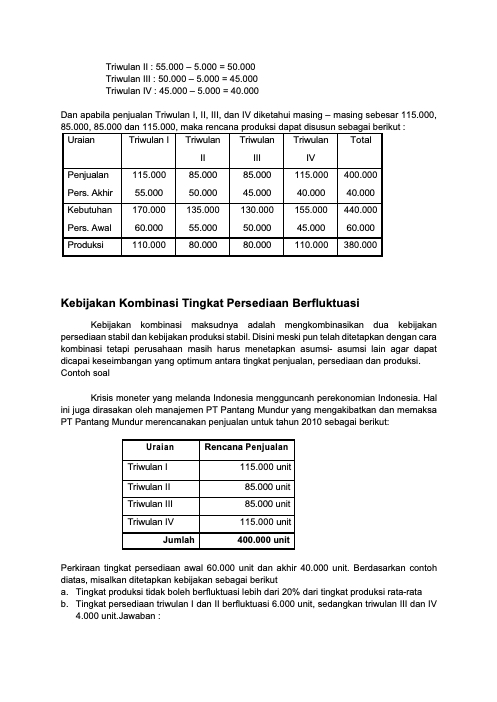 Triwulan II : 55.000 – 5.000 = 50.000
Triwulan III : 50.000 – 5.000 = 45.000
Triwulan IV : 45.000 – 5.000 = 40.000
Dan apabila penjualan Triwulan I, II, III, dan IV diketahui masing – masing sebesar 115.000,
85.000, 85.000 dan 115.000, maka rencana produksi dapat disusun sebagai berikut :
Uraian Triwulan I Triwulan Triwulan Triwulan Total
II III IV
Penjualan 115.000 85.000 85.000 115.000 400.000
Pers. Akhir 55.000 50.000 45.000 40.000 40.000
Kebutuhan 170.000 135.000 130.000 155.000 440.000
Pers. Awal 60.000 55.000 50.000 45.000 60.000
Produksi 110.000 80.000 80.000 110.000 380.000
Kebijakan Kombinasi Tingkat Persediaan Berfluktuasi
Kebijakan kombinasi maksudnya adalah mengkombinasikan dua kebijakan
persediaan stabil dan kebijakan produksi stabil. Disini meski pun telah ditetapkan dengan cara
kombinasi tetapi perusahaan masih harus menetapkan asumsi- asumsi lain agar dapat
dicapai keseimbangan yang optimum antara tingkat penjualan, persediaan dan produksi.
Contoh soal
Krisis moneter yang melanda Indonesia mengguncanh perekonomian Indonesia. Hal
ini juga dirasakan oleh manajemen PT Pantang Mundur yang mengakibatkan dan memaksa
PT Pantang Mundur merencanakan penjualan untuk tahun 2010 sebagai berikut:
Uraian Rencana Penjualan
Triwulan I 115.000 unit
Triwulan II 85.000 unit
Triwulan III 85.000 unit
Triwulan IV 115.000 unit
Jumlah 400.000 unit
Perkiraan tingkat persediaan awal 60.000 unit dan akhir 40.000 unit. Berdasarkan contoh
diatas, misalkan ditetapkan kebijakan sebagai berikut
a. Tingkat produksi tidak boleh berfluktuasi lebih dari 20% dari tingkat produksi rata-rata
b. Tingkat persediaan triwulan I dan II berfluktuasi 6.000 unit, sedangkan triwulan III dan IV
4.000 unit.Jawaban :